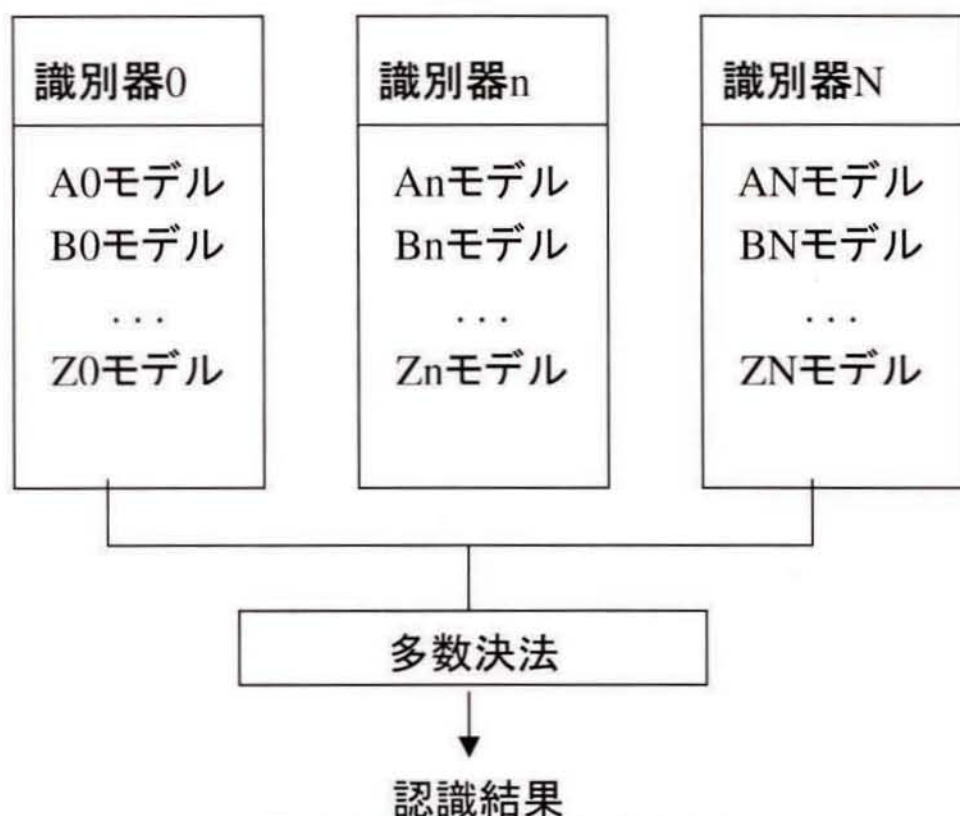 識別器0
A0モデル
B0モデル
...
Z0モデル
識別器n
Anモデル
Bnモデル
...
Znモデル
識別器N
ANモデル
BNモデル
...
ZNモデル
多数決法
認識結果